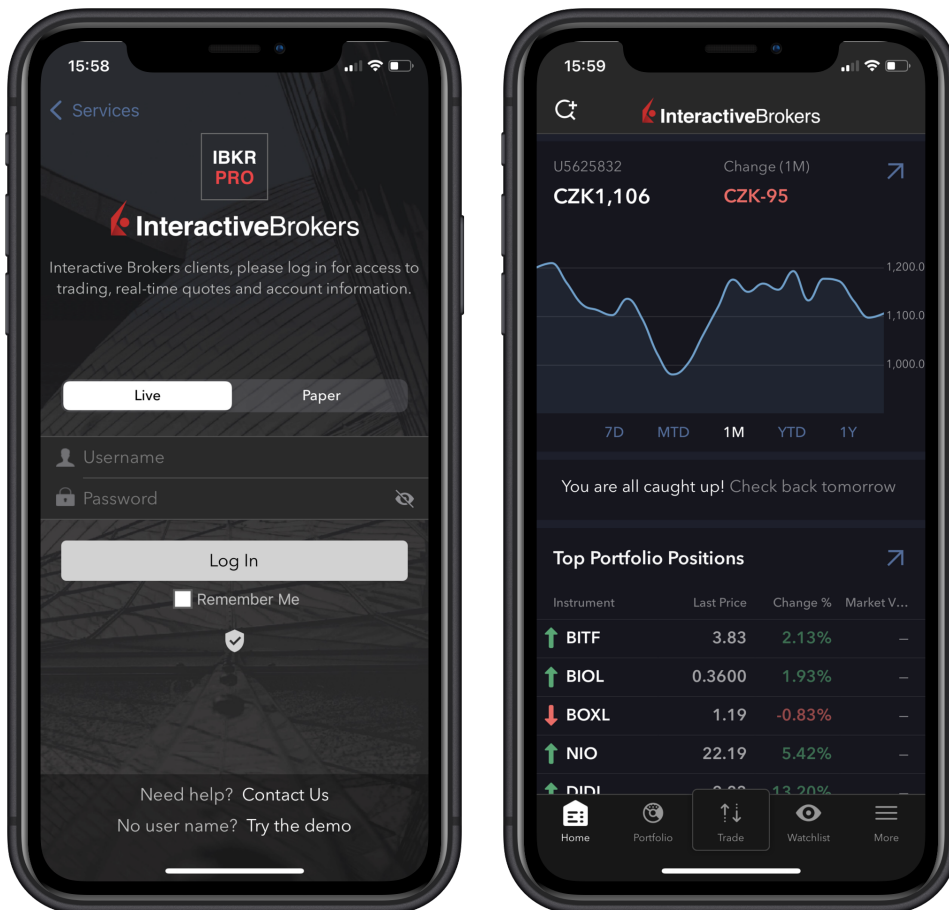 15:58
Services
IBKR
PRO
InteractiveBrokers
Interactive Brokers clients, please log in for access to
trading, real-time quotes and account information.
Live Paper
Username
Password
Log In
Remember Me
Need help? Contact Us
No user name? Try the demo
15:59
InteractiveBrokers
U5625832 Change (1M)
CZK1,106 CZK-95
1,200.0
1,100.0
1,000.0
7D MTD 1M YTD 1Y
You are all caught up! Check back tomorrow
Top Portfolio Positions
Instrument Last Price Change % Market V...
BITF 3.83 2.13% –
BIOL 0.3600 1.93% –
BOXL 1.19 -0.83% –
NIO 22.19 5.42% –
DIDI 13.20% –
Home Portfolio Trade Watchlist More